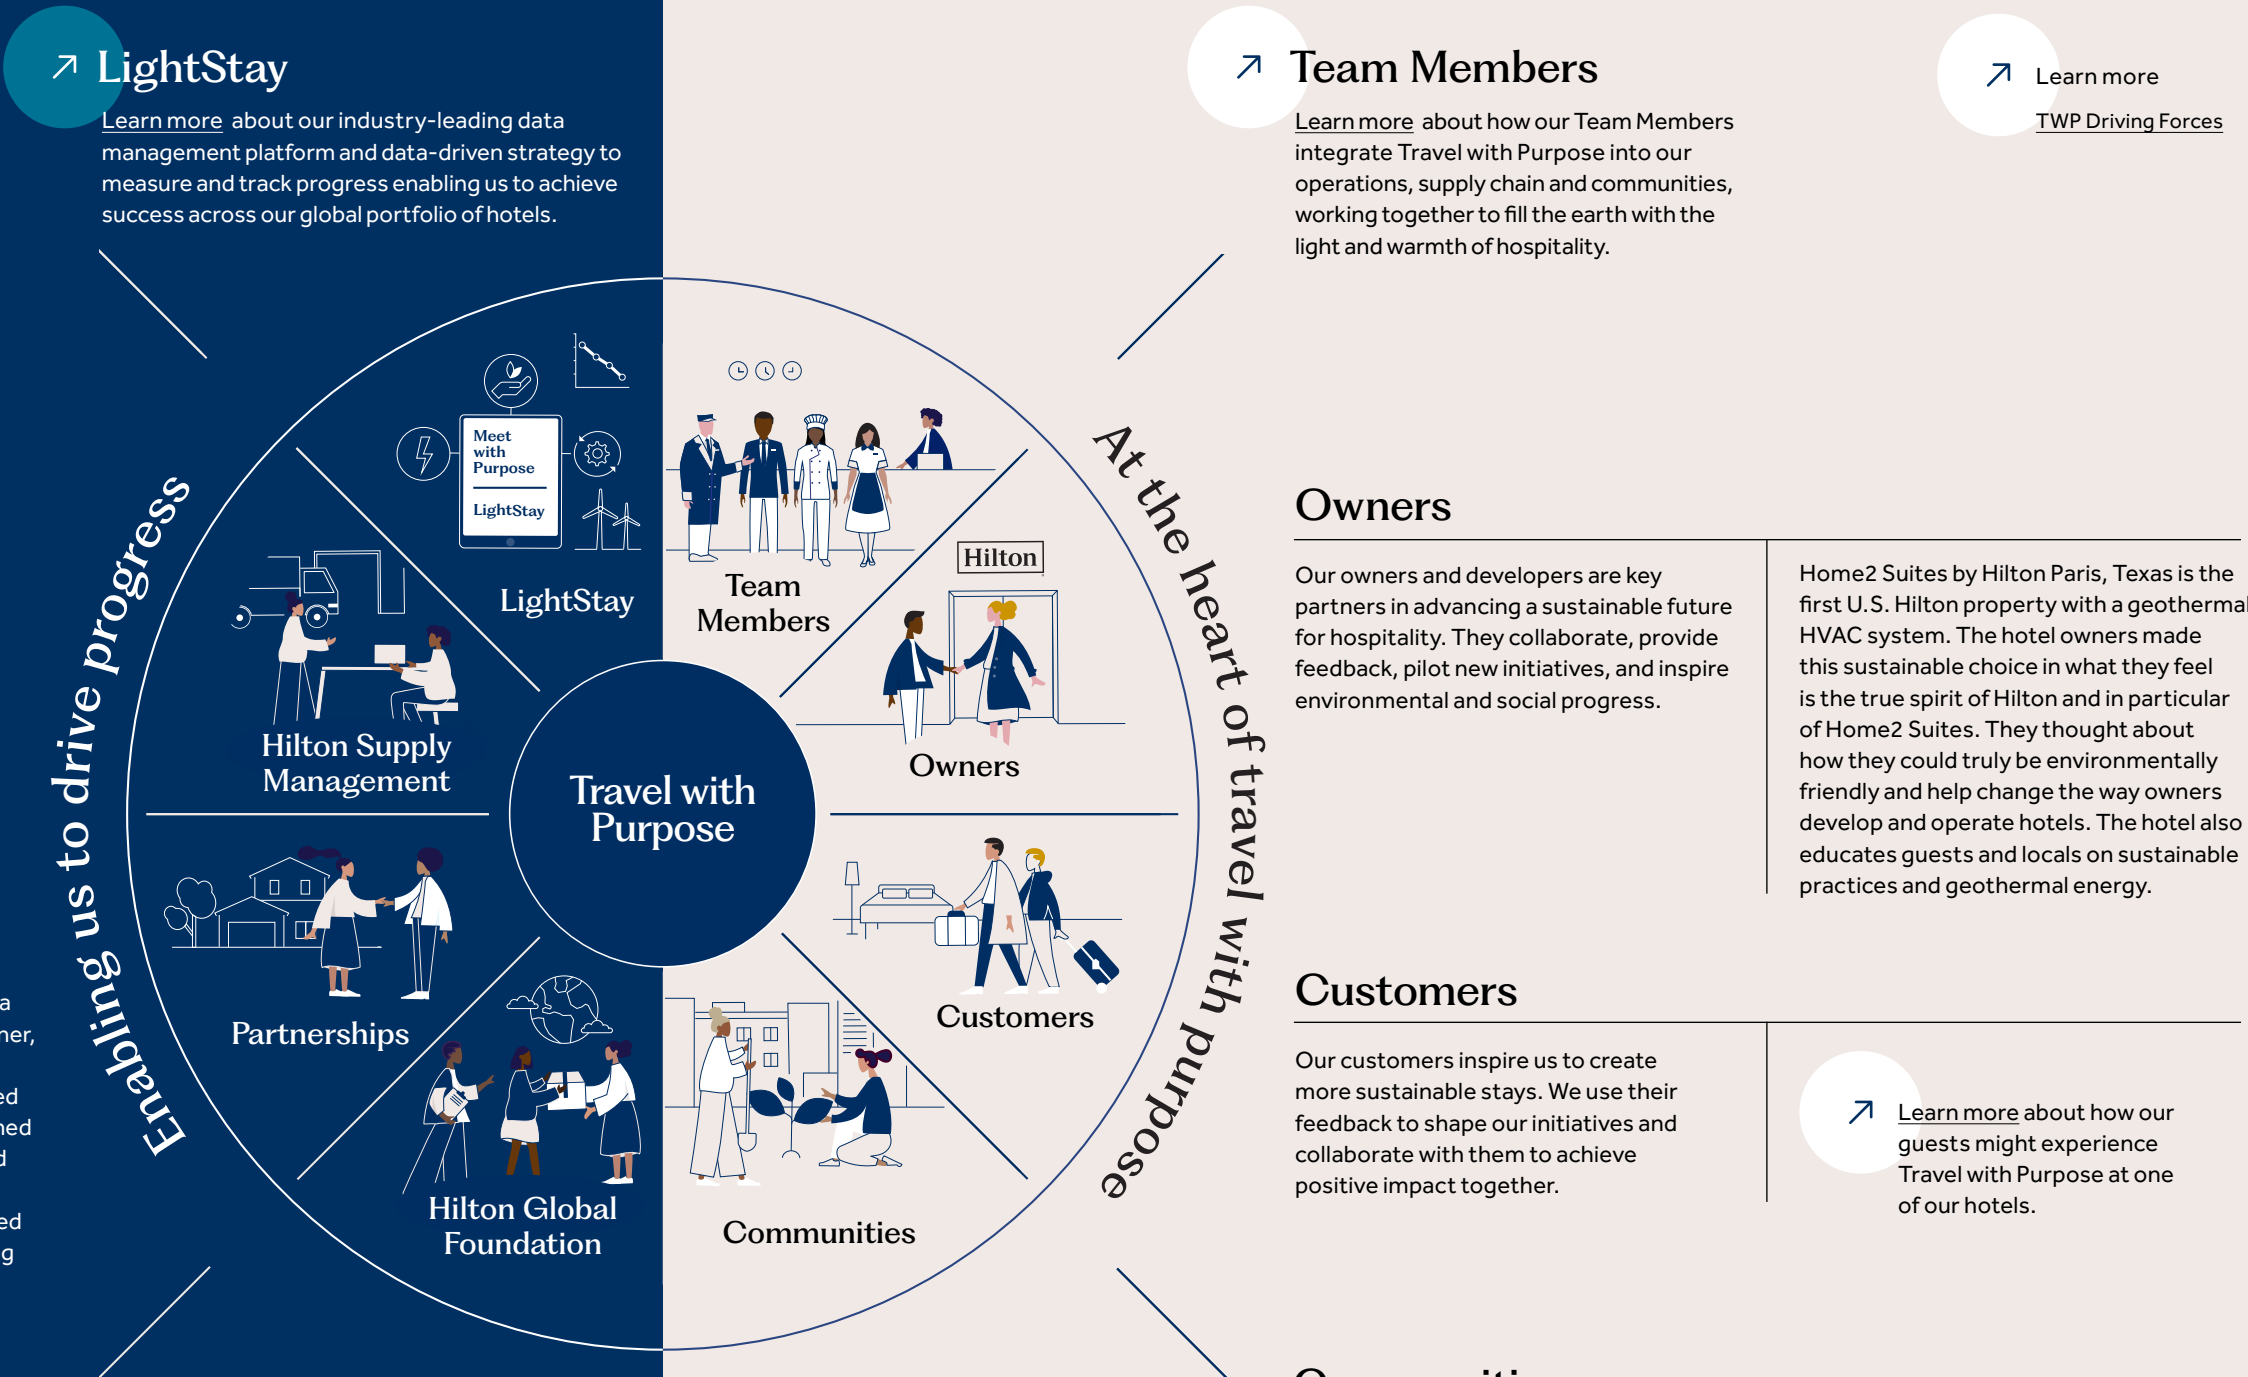 LightStay
Learn more about our industry-leading data
management platform and data-driven strategy to
measure and track progress enabling us to achieve
success across our global portfolio of hotels.
Team Members
Learn more about how our Team Members
integrate Travel with Purpose into our
operations, supply chain and communities,
working together to fill the earth with the
light and warmth of hospitality.
Learn more
TWP Driving Forces
Enabling us to drive progress
At the heart of travel with purpose
Meet
with
Purpose
LightStay
LightStay
Team
Members
Hilton
Owners
Hilton Supply
Management
Travel with
Purpose
Partnerships
Customers
Hilton Global
Foundation
Communities
Owners
Our owners and developers are key
partners in advancing a sustainable future
for hospitality. They collaborate, provide
feedback, pilot new initiatives, and inspire
environmental and social progress.
Home2 Suites by Hilton Paris, Texas is the
first U.S. Hilton property with a geothermal
HVAC system. The hotel owners made
this sustainable choice in what they feel
is the true spirit of Hilton and in particular
of Home2 Suites. They thought about
how they could truly be environmentally
friendly and help change the way owners
develop and operate hotels. The hotel also
educates guests and locals on sustainable
practices and geothermal energy.
Customers
Our customers inspire us to create
more sustainable stays. We use their
feedback to shape our initiatives and
collaborate with them to achieve
positive impact together.
Learn more about how our
guests might experience
Travel with Purpose at one
of our hotels.